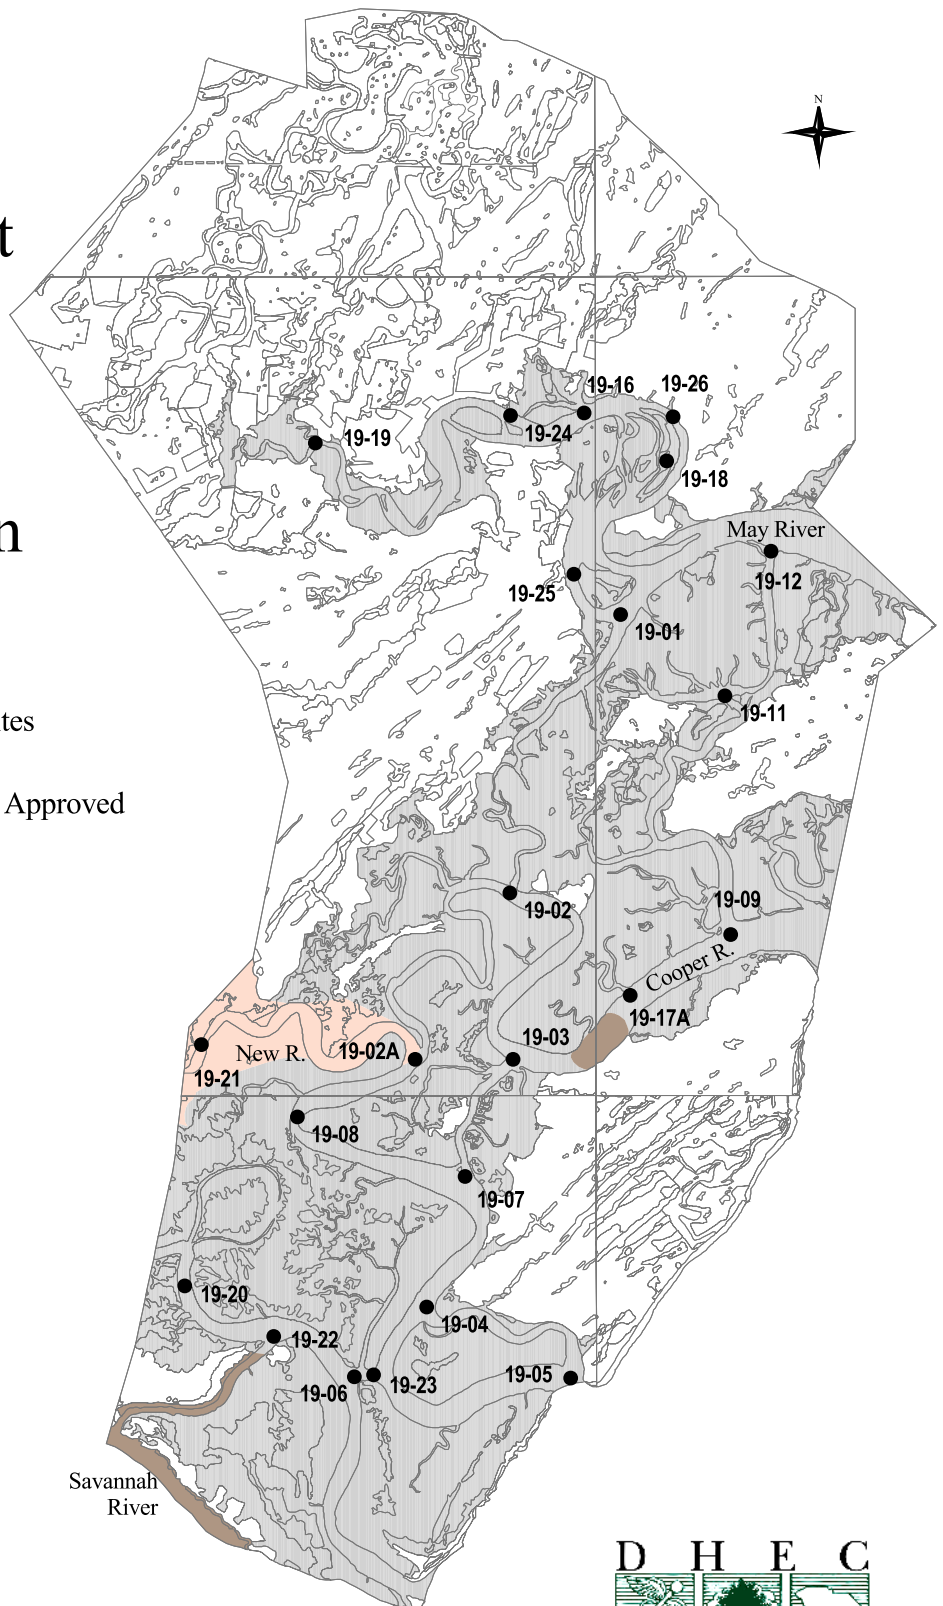 N
t
19-16
19-26
19-24
19-19
19-18
n
May River
19-12
19-25
19-01
19-11
tes
Approved
19-09
19-02
Cooper R.
19-17A
19-03
19-02A
New R.
19-21
19-08
19-07
19-20
19-04
19-22
19-05
19-06
19-23
Savannah
River
D H E C